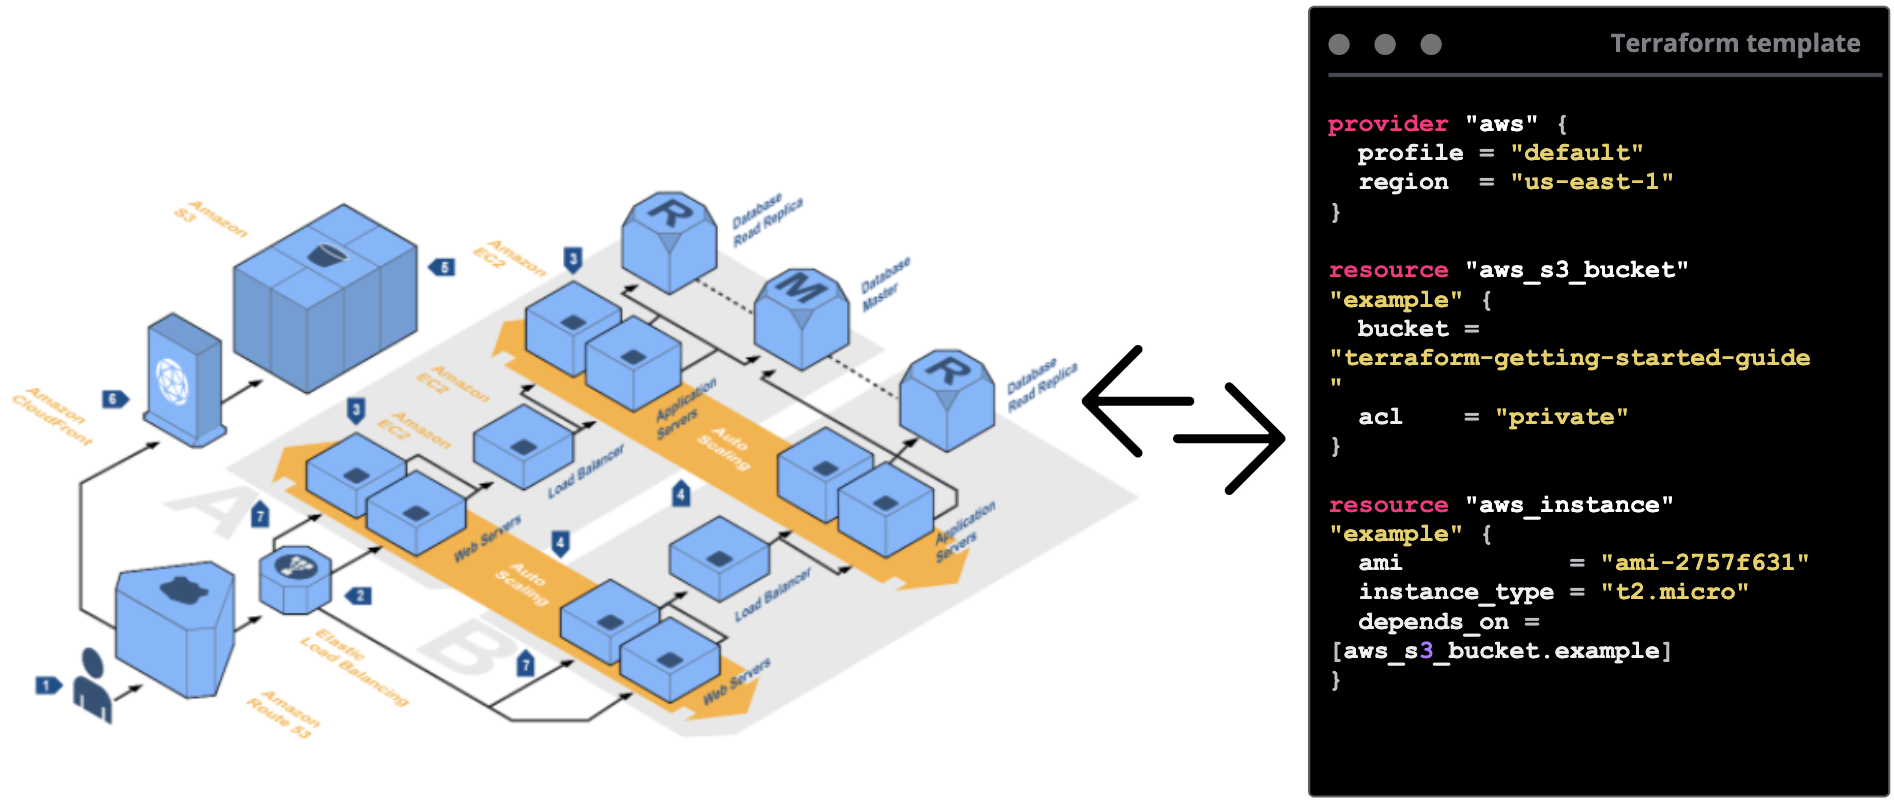 Amazon
S3
5
Amazon
CloudFront
6
Amazon
EC2
3
R
Database
Read Replica
M
Database
Master
R
Database
Read Replica
Application
Servers
Auto
Scaling
4
Application
Servers
Amazon
EC2
Load Balancer
3
Amazon
EC2
Web Servers
A
7
4
Auto
Scaling
Load Balancer
B
7
Web Servers
2
Elastic
Load Balancing
1
Amazon
Route 53
Terraform template
provider "aws" {
  profile = "default"
  region  = "us-east-1"
}
resource "aws_s3_bucket"
"example" {
  bucket =
"terraform-getting-started-guide
"
  acl    = "private"
}
resource "aws_instance"
"example" {
  ami           = "ami-2757f631"
  instance_type = "t2.micro"
  depends_on =
[aws_s3_bucket.example]
}